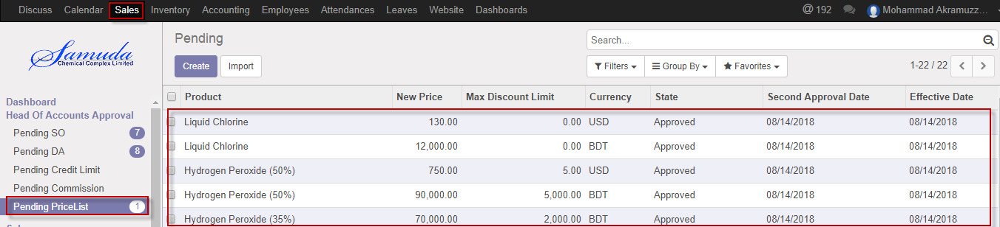 Discuss Calendar Sales Inventory Accounting Employees Attendances Leaves Website Dashboards @ 192 Mohammad Akramuzz...
Samuda
Chemical Complex Limited
Dashboard
Head Of Accounts Approval
Pending SO 7
Pending DA 8
Pending Credit Limit
Pending Commission
Pending PriceList 1
Pending
Search...
Create Import
Filters Group By Favorites 1-22 / 22
Product New Price Max Discount Limit Currency State Second Approval Date Effective Date
Liquid Chlorine 130.00 0.00 USD Approved 08/14/2018 08/14/2018
Liquid Chlorine 12,000.00 0.00 BDT Approved 08/14/2018 08/14/2018
Hydrogen Peroxide (50%) 750.00 5.00 USD Approved 08/14/2018 08/14/2018
Hydrogen Peroxide (50%) 90,000.00 5,000.00 BDT Approved 08/14/2018 08/14/2018
Hydrogen Peroxide (35%) 70,000.00 2,000.00 BDT Approved 08/14/2018 08/14/2018